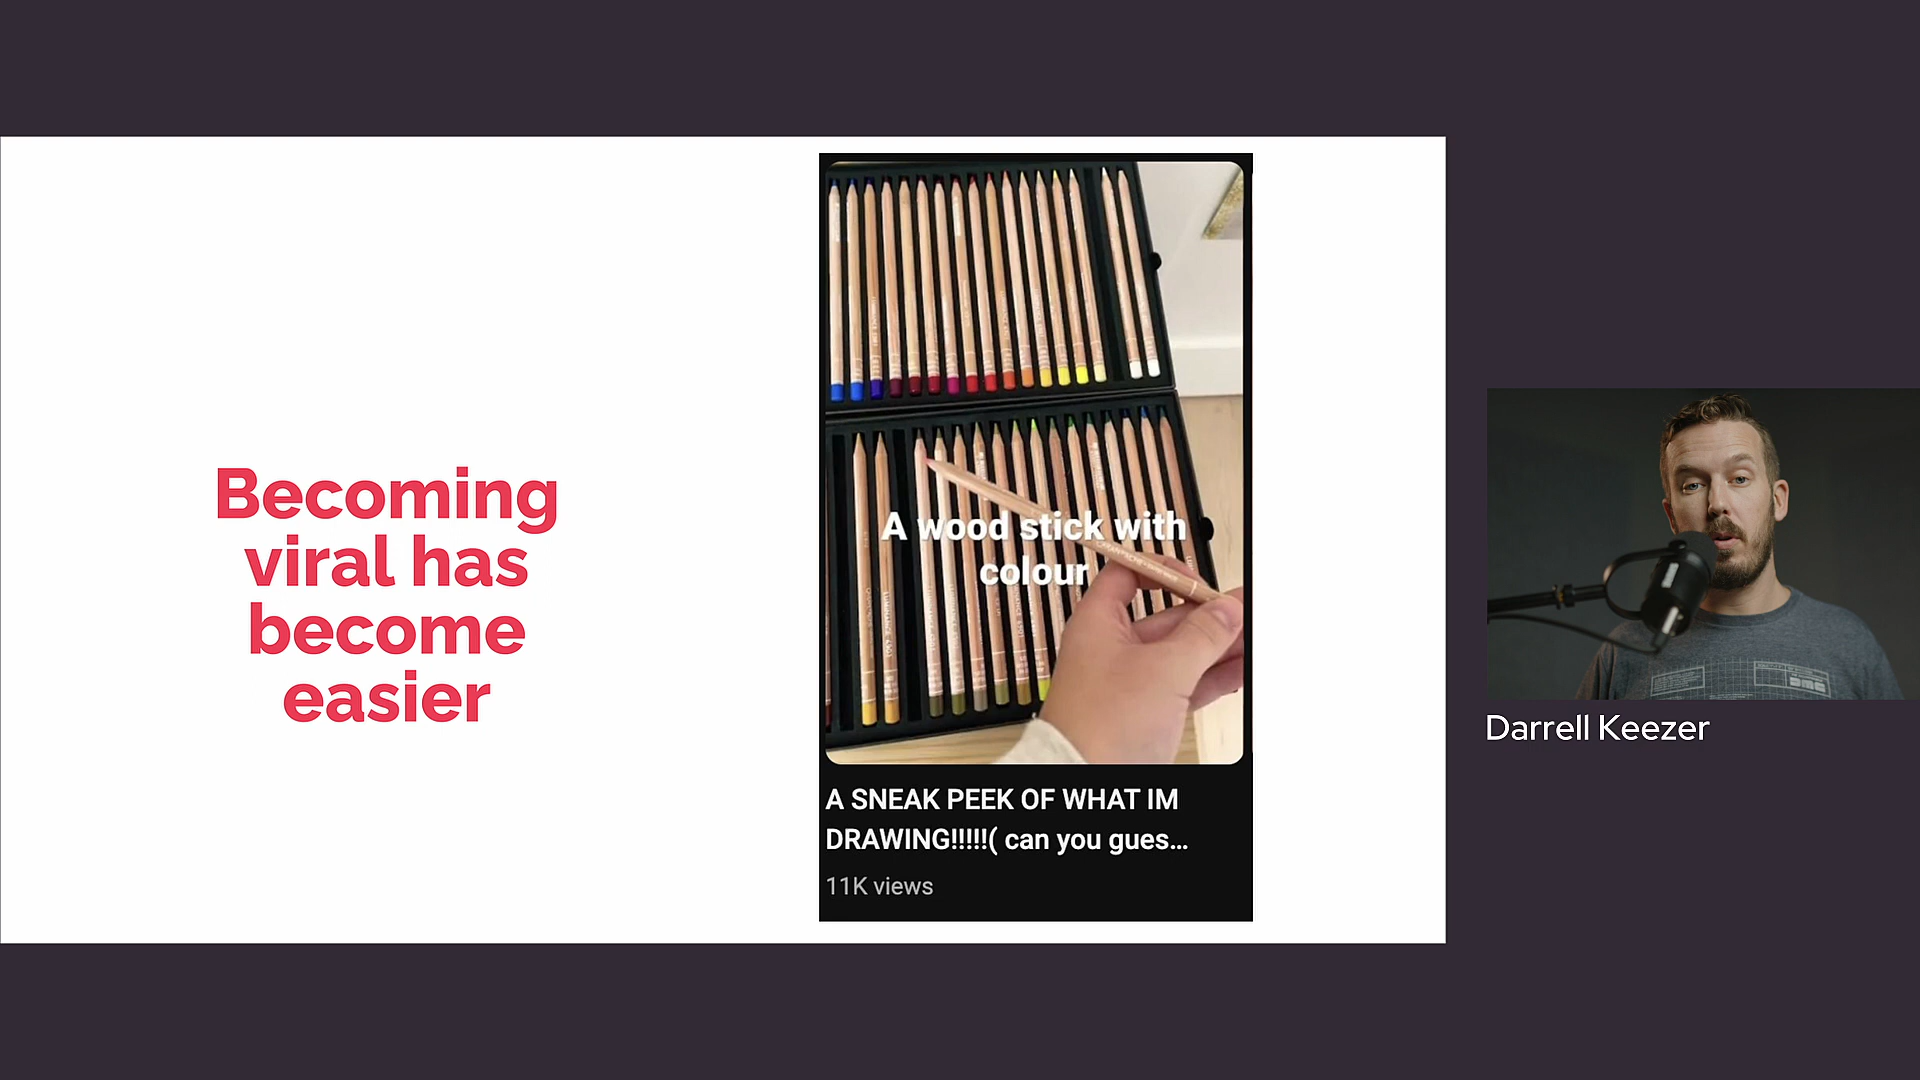 Becoming
viral has
become
easier
A wood stick with
colour
A SNEAK PEEK OF WHAT IM
DRAWING!!!!!( can you gues...
11K views
Darrell Keezer